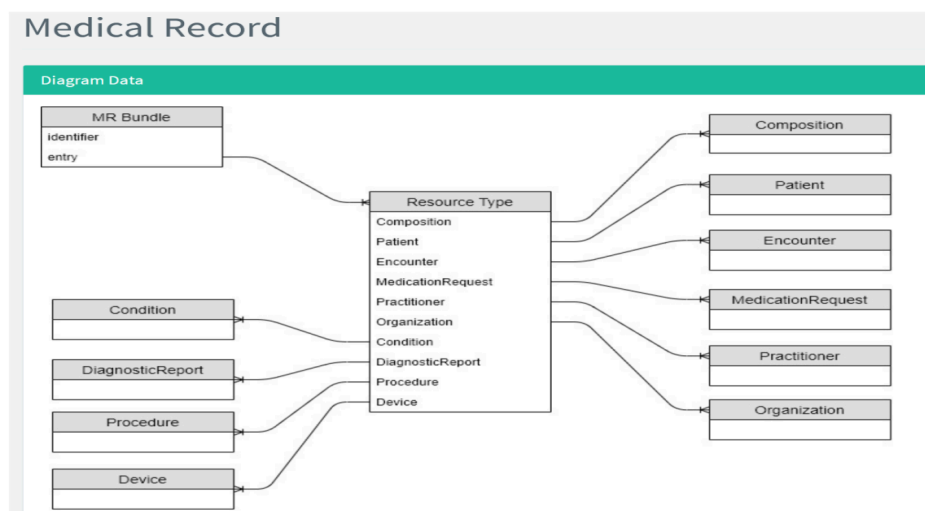 Medical Record
Diagram Data
MR Bundle
identifier
entry
Resource Type
Composition
Patient
Encounter
MedicationRequest
Practitioner
Organization
Condition
DiagnosticReport
Procedure
Device
Condition
DiagnosticReport
Procedure
Device
Composition
Patient
Encounter
MedicationRequest
Practitioner
Organization